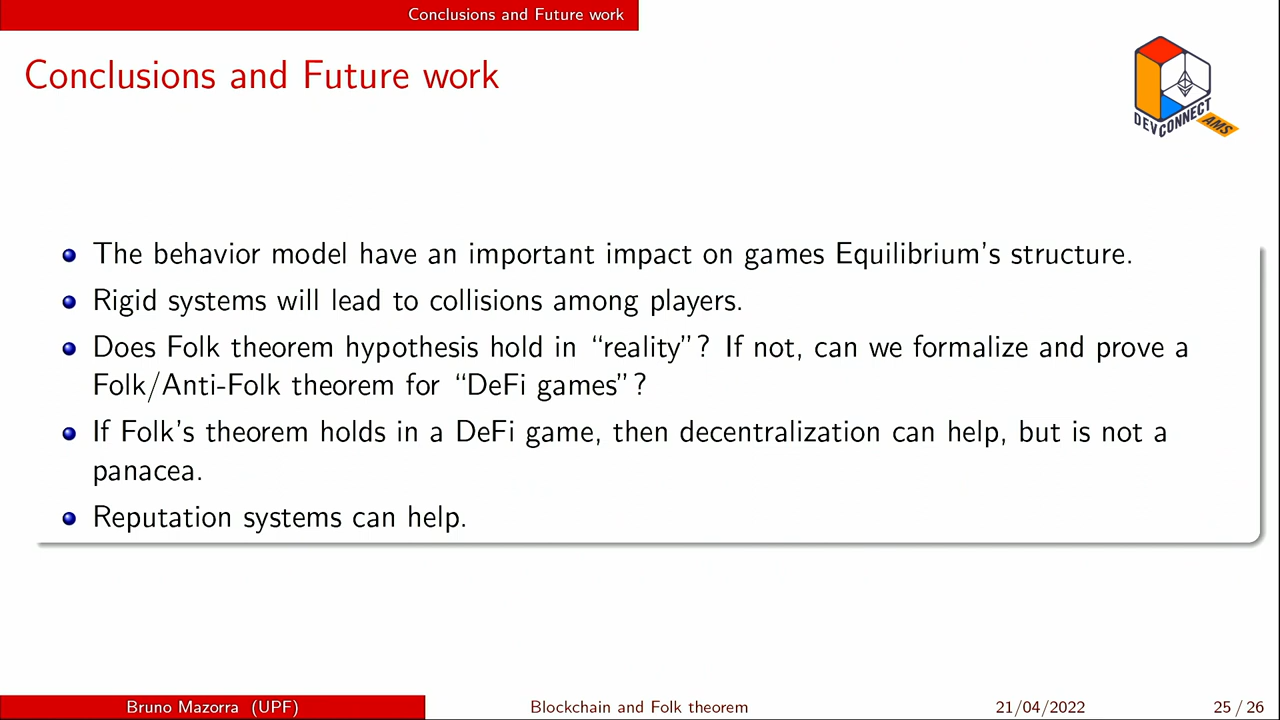 Conclusions and Future work
Conclusions and Future work
DEVCONNECT
AMS
The behavior model have an important impact on games Equilibrium's structure.
Rigid systems will lead to collisions among players.
Does Folk theorem hypothesis hold in “reality”? If not, can we formalize and prove a
Folk/Anti-Folk theorem for “DeFi games”?
If Folk's theorem holds in a DeFi game, then decentralization can help, but is not a
panacea.
Reputation systems can help.
Bruno Mazorra (UPF)
Blockchain and Folk theorem
21/04/2022
25 / 26